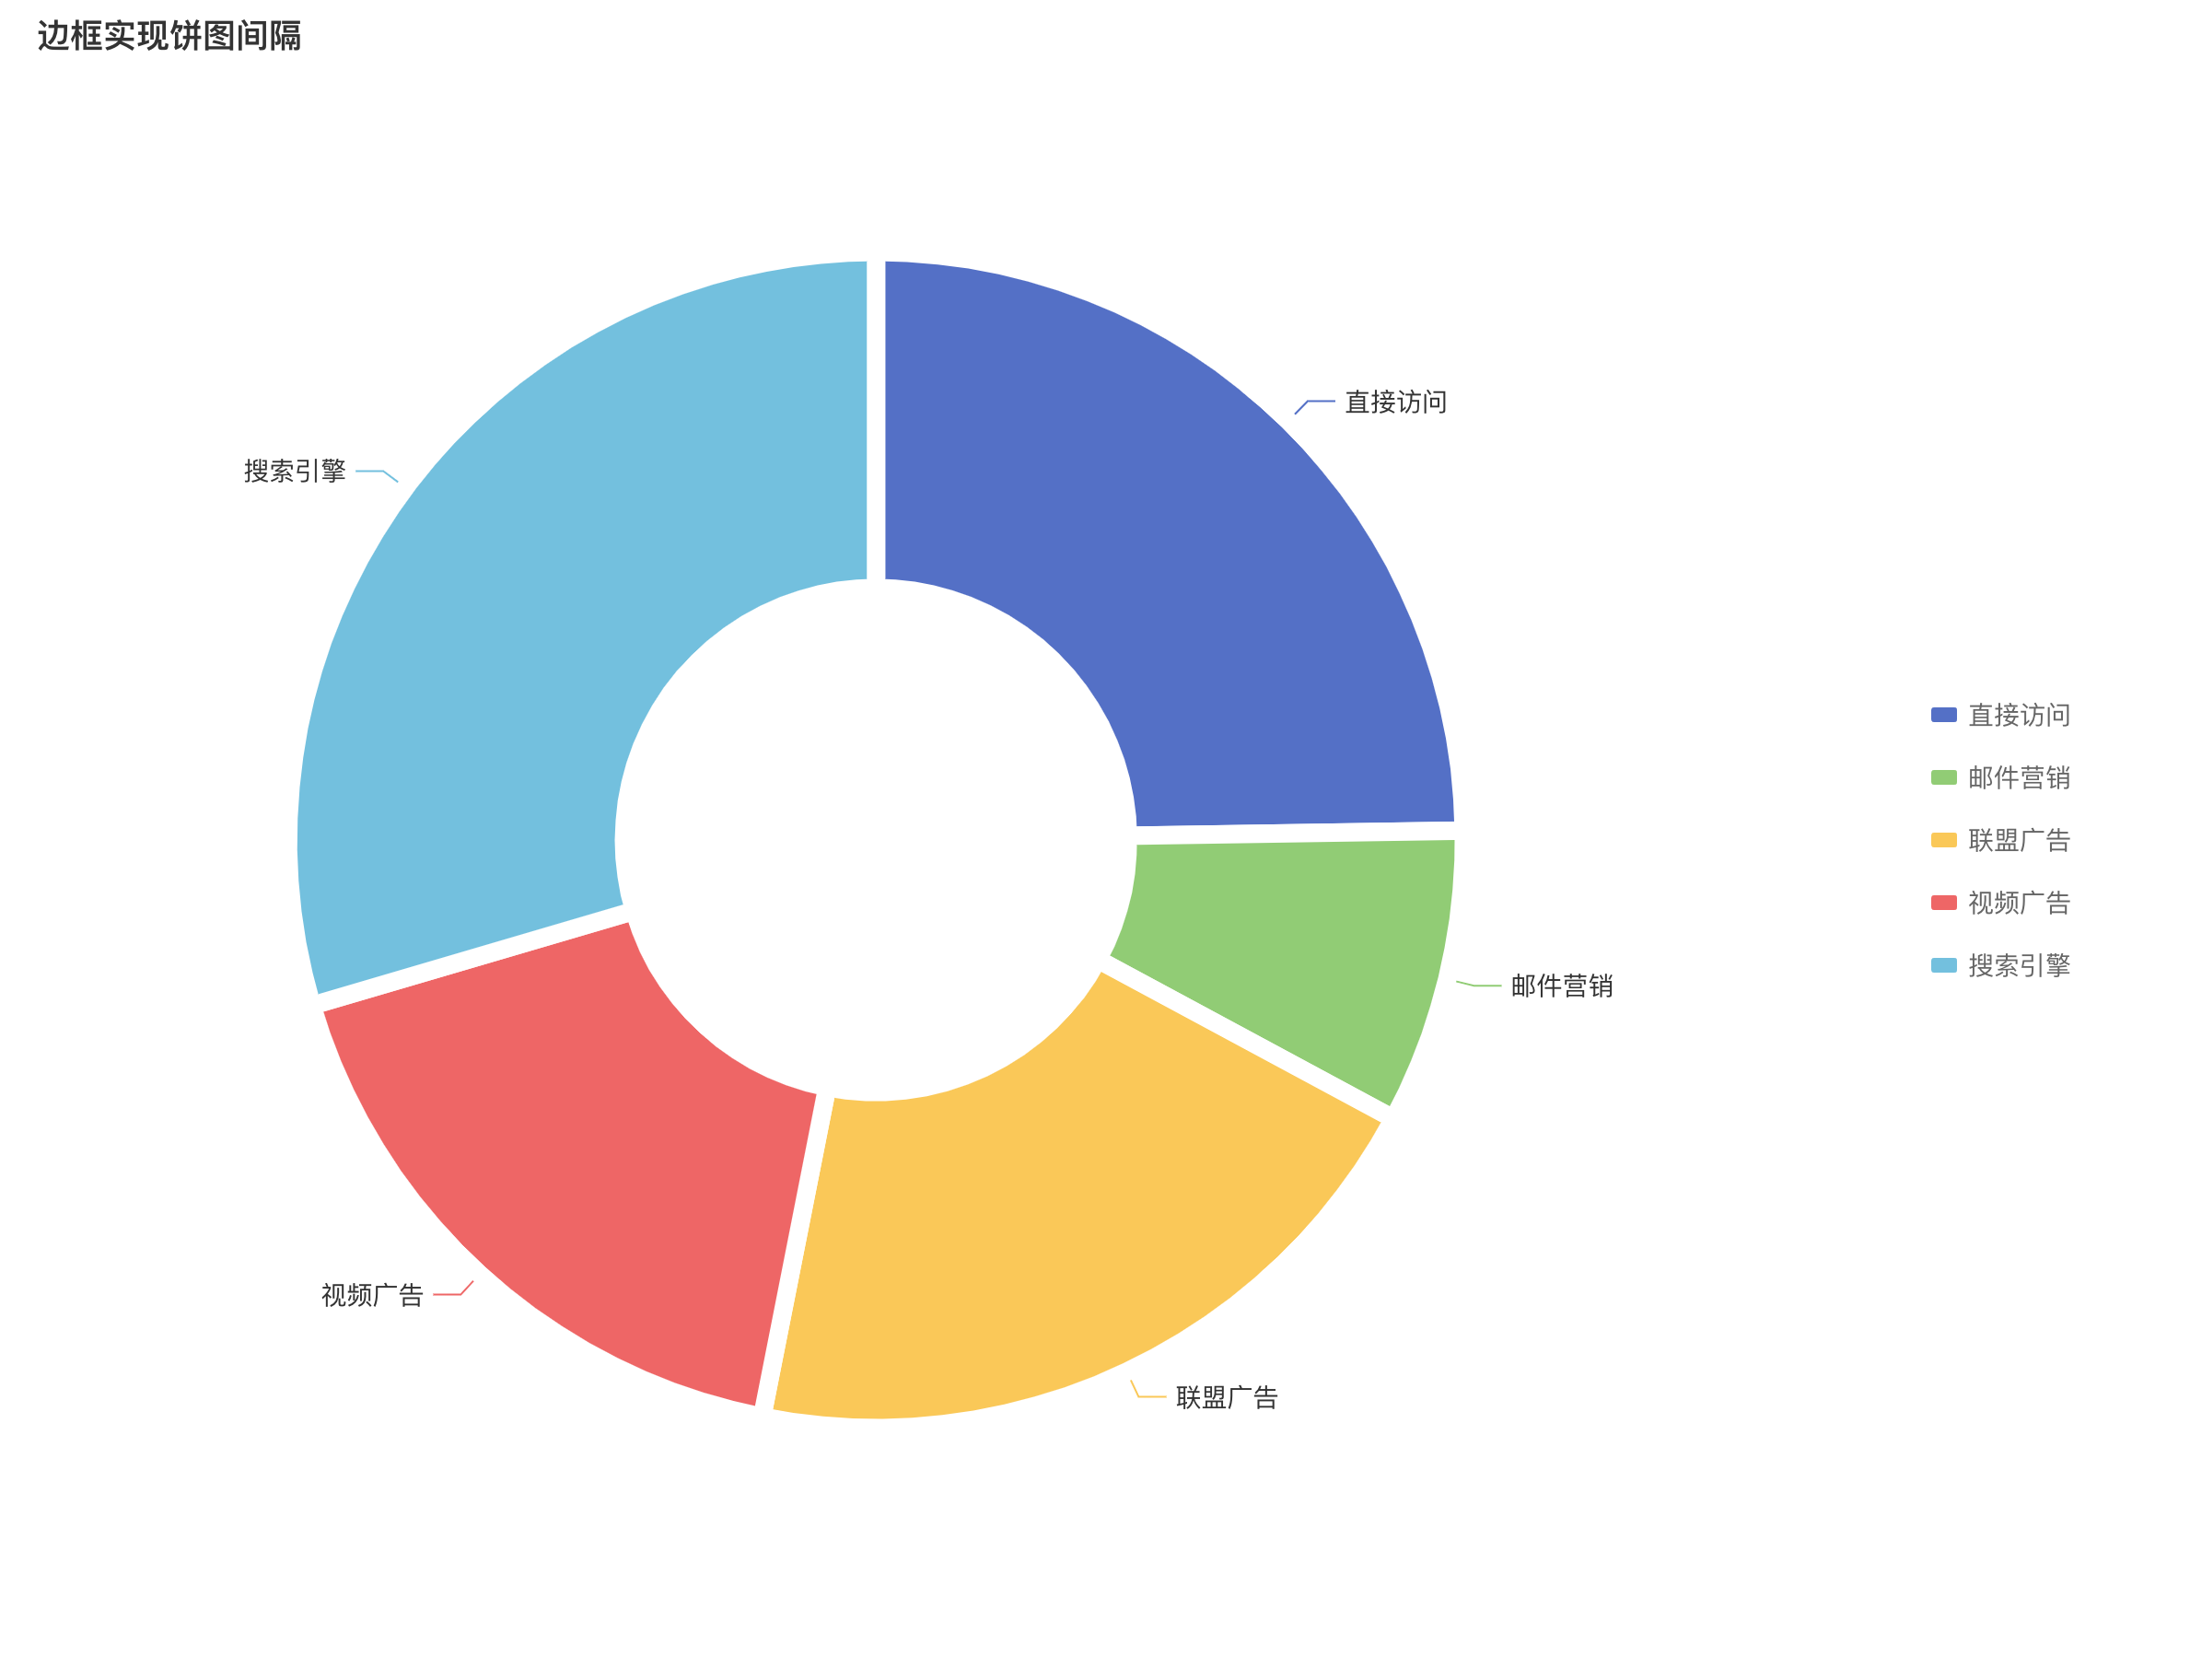 边框实现饼图间隔
直接访问
搜索引擎
邮件营销
视频广告
联盟广告
直接访问
邮件营销
联盟广告
视频广告
搜索引擎